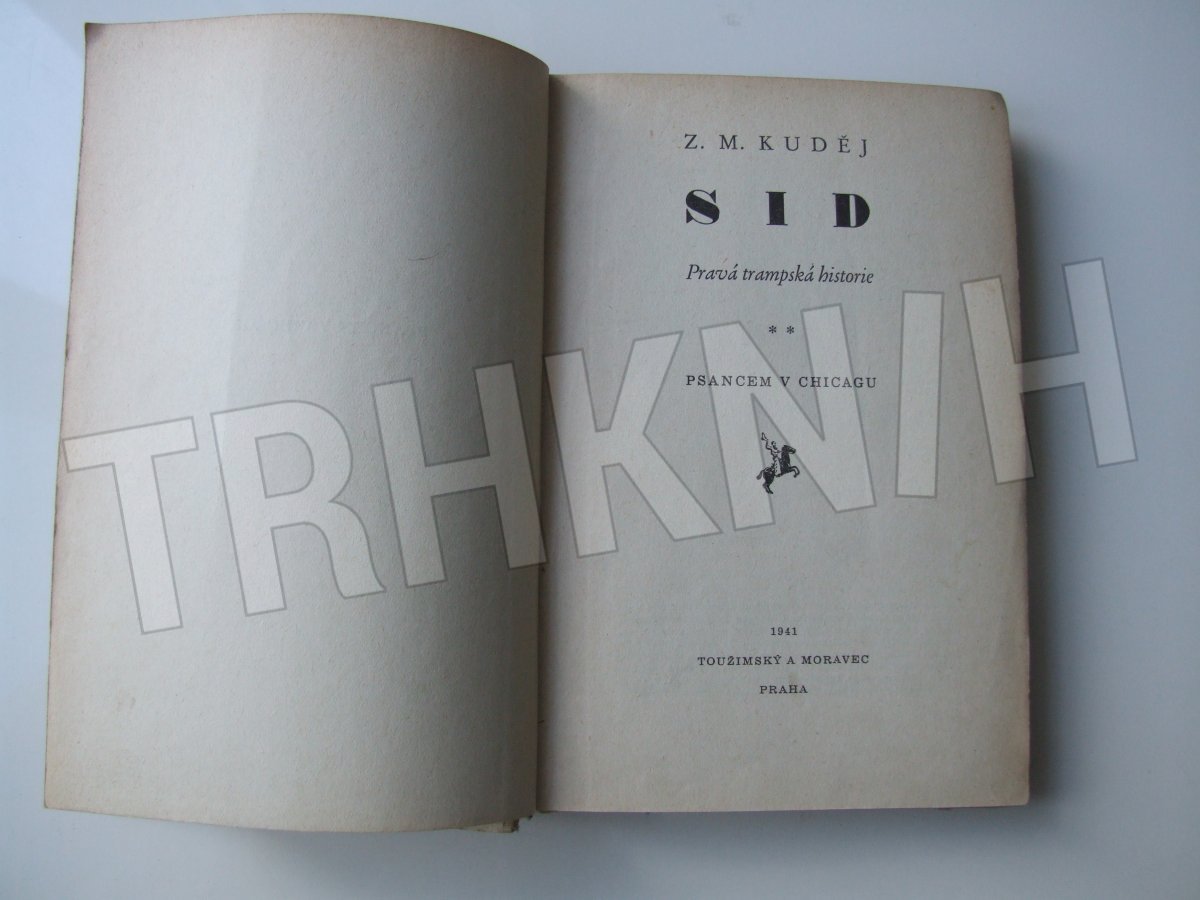 Z. M. KUDĚJ
SID
Pravá trampská historie
**
PSANCEM V CHICAGU
TRHKNIH
1941
TOUŽIMSKÝ A MORAVEC
PRAHA